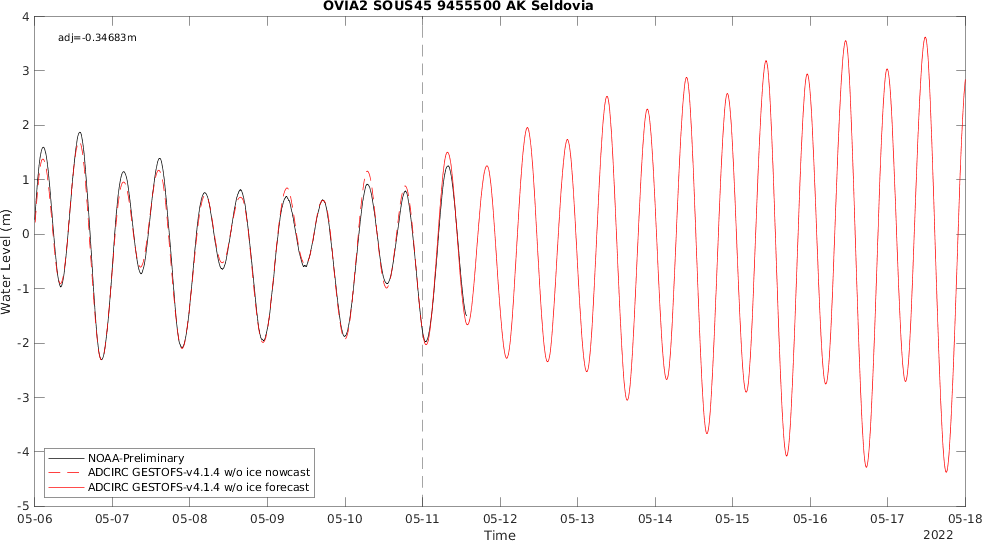 OVIA2 SOUS45 9455500 AK Seldovia
adj=-0.34683m
4
3
2
1
0
-1
-2
-3
-4
-5
Water Level (m)
NOAA-Preliminary
ADCIRC GESTOFS-v4.1.4 w/o ice nowcast
ADCIRC GESTOFS-v4.1.4 w/o ice forecast
05-06 05-07 05-08 05-09 05-10 05-11 05-12 05-13 05-14 05-15 05-16 05-17 05-18
Time
2022